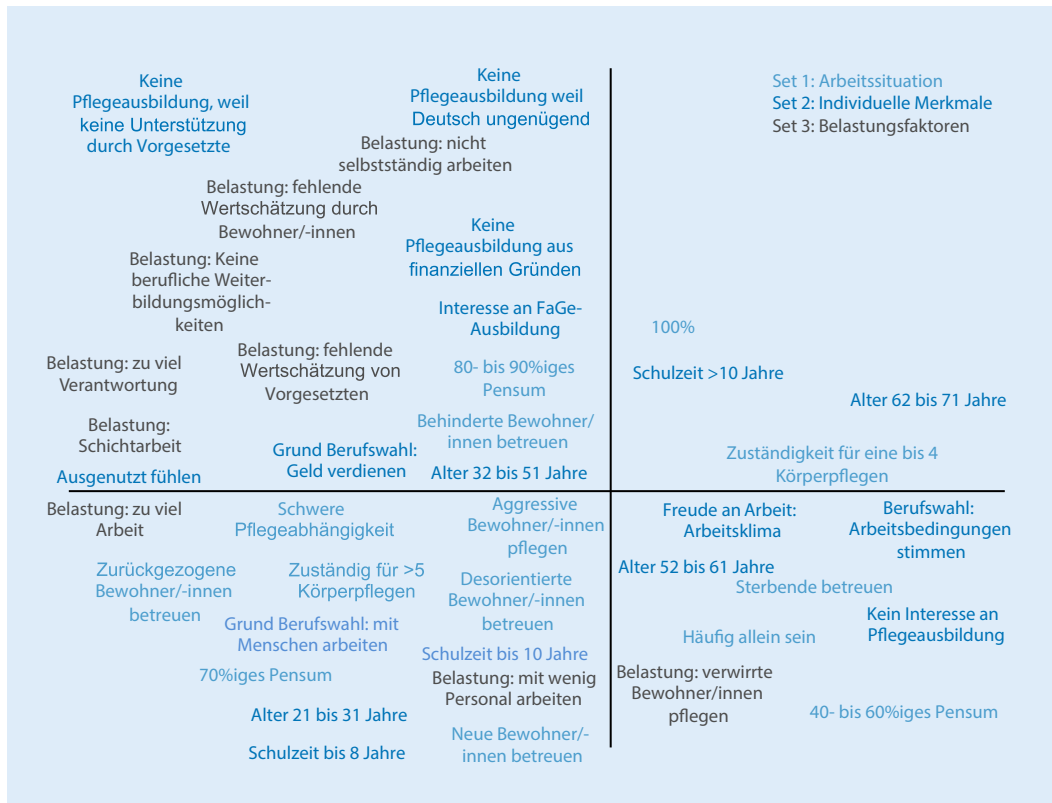 Keine
Pflegeausbildung, weil
keine Unterstützung
durch Vorgesetzte
Keine
Pflegeausbildung weil
Deutsch ungenügend
Set 1: Arbeitssituation
Set 2: Individuelle Merkmale
Set 3: Belastungsfaktoren
Belastung: nicht
selbstständig arbeiten
Belastung: fehlende
Wertschätzung durch
Bewohner/-innen
Keine
Pflegeausbildung aus
finanziellen Gründen
Belastung: Keine
berufliche Weiter-
bildungsmöglich-
keiten
Interesse an FaGe-
Ausbildung
100%
Belastung: zu viel
Verantwortung
Belastung: fehlende
Wertschätzung von
Vorgesetzten
80- bis 90%iges
Pensum
Schulzeit >10 Jahre
Alter 62 bis 71 Jahre
Belastung:
Schichtarbeit
Behinderte Bewohner/
innen betreuen
Grund Berufswahl:
Geld verdienen
Zuständigkeit für eine bis 4
Körperpflegen
Ausgenutzt fühlen
Alter 32 bis 51 Jahre
Belastung: zu viel
Arbeit
Schwere
Pflegeabhängigkeit
Aggressive
Bewohner/-innen
pflegen
Freude an Arbeit:
Arbeitsklima
Berufswahl:
Arbeitsbedingungen
stimmen
Zurückgezogene
Bewohner/-innen
betreuen
Zuständig für >5
Körperpflegen
Desorientierte
Bewohner/-innen
betreuen
Alter 52 bis 61 Jahre
Sterbende betreuen
Grund Berufswahl: mit
Menschen arbeiten
Häufig allein sein
Kein Interesse an
Pflegeausbildung
Schulzeit bis 10 Jahre
70%iges Pensum
Belastung: mit wenig
Personal arbeiten
Belastung: verwirrte
Bewohner/innen
pflegen
40- bis 60%iges Pensum
Alter 21 bis 31 Jahre
Schulzeit bis 8 Jahre
Neue Bewohner/-
innen betreuen